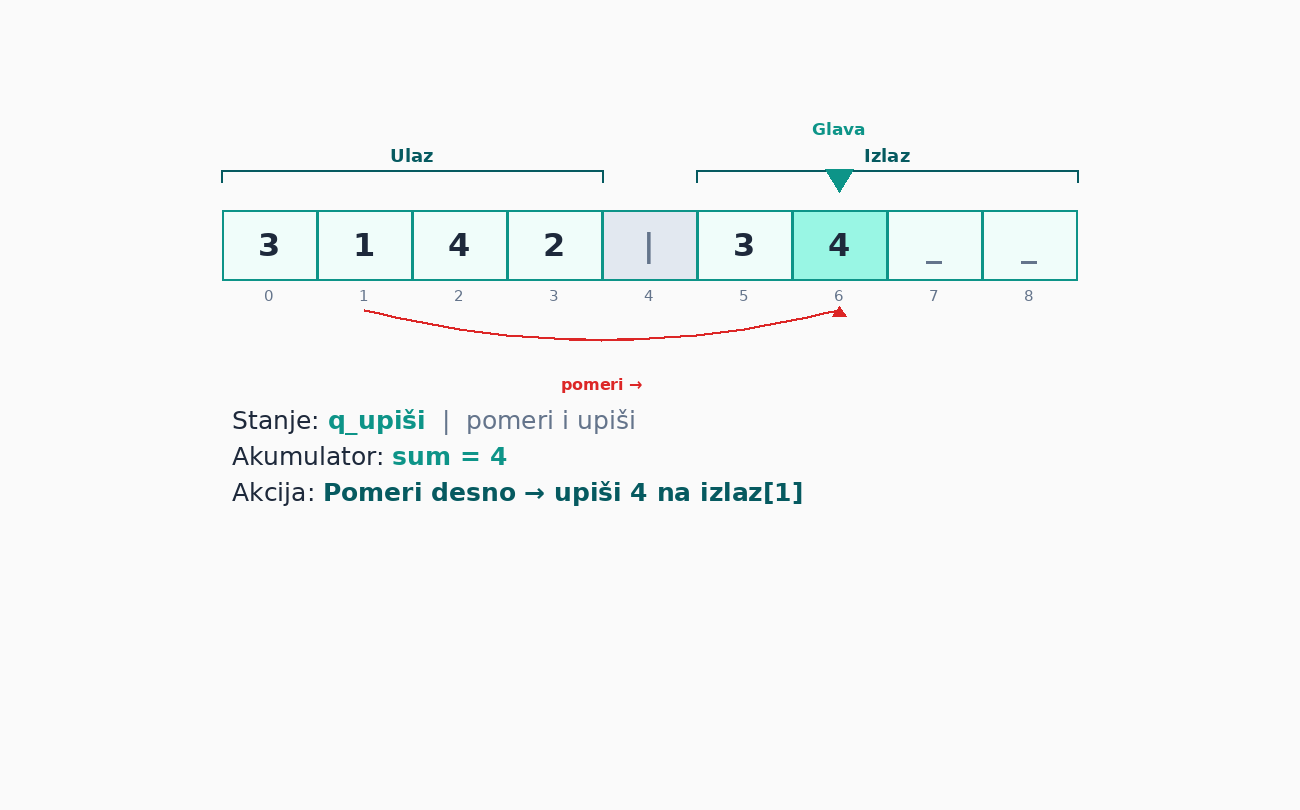 Glava
Ulaz Izlaz
3 1 4 2 | 3 4 _ _
0 1 2 3 4 5 6 7 8
pomeri →
Stanje: q_upiši | pomeri i upiši
Akumulator: sum = 4
Akcija: Pomeri desno → upiši 4 na izlaz[1]